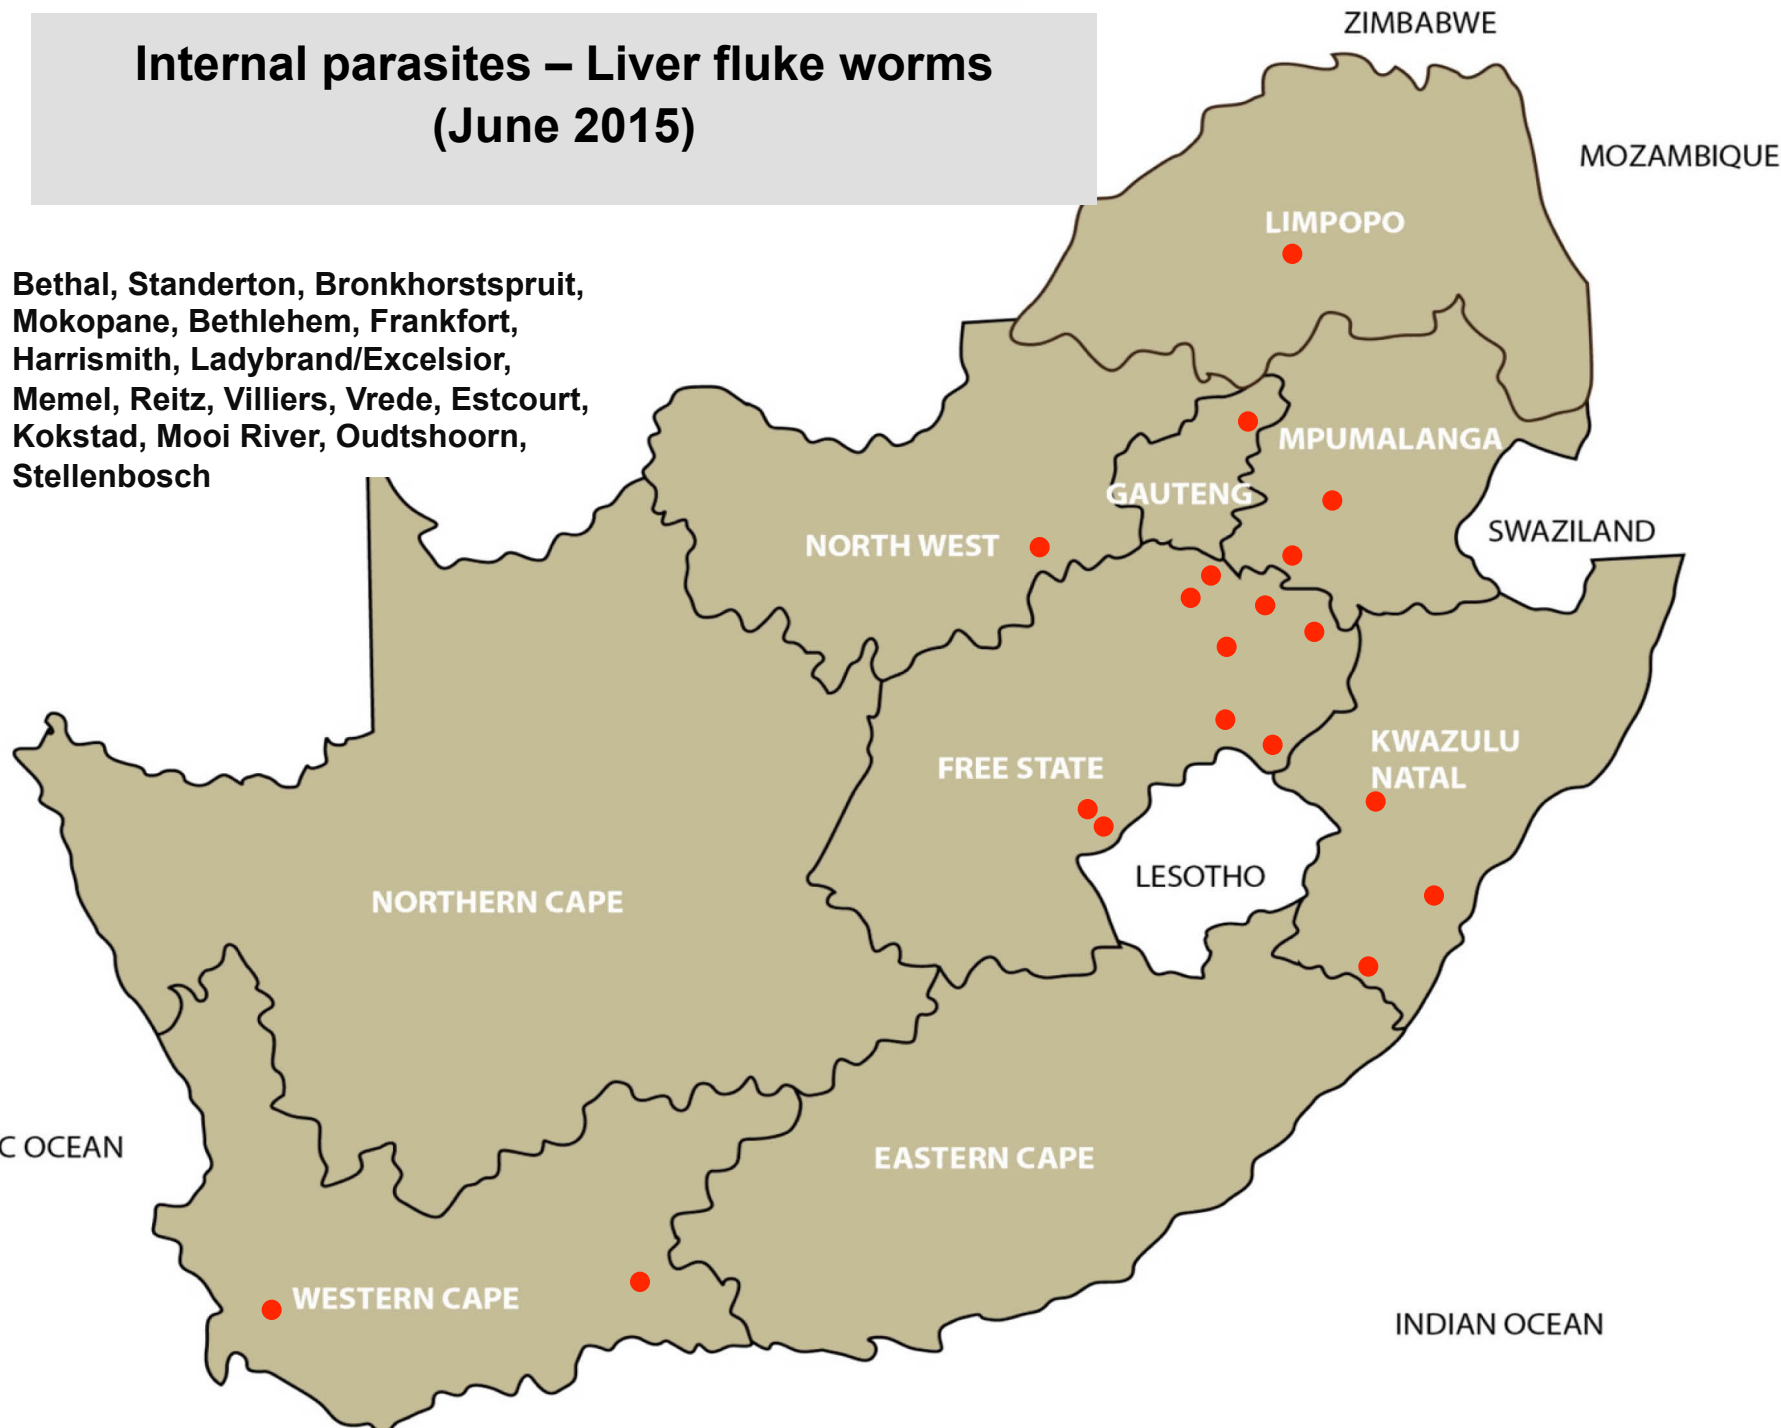 Internal parasites – Liver fluke worms
(June 2015)
ZIMBABWE
MOZAMBIQUE
LIMPOPO
Bethal, Standerton, Bronkhorstspruit,
Mokopane, Bethlehem, Frankfort,
Harrismith, Ladybrand/Excelsior,
Memel, Reitz, Villiers, Vrede, Estcourt,
Kokstad, Mooi River, Oudtshoorn,
Stellenbosch
MPUMALANGA
GAUTENG
NORTH WEST
SWAZILAND
KWAZULU
NATAL
FREE STATE
LESOTHO
NORTHERN CAPE
C OCEAN
EASTERN CAPE
WESTERN CAPE
INDIAN OCEAN